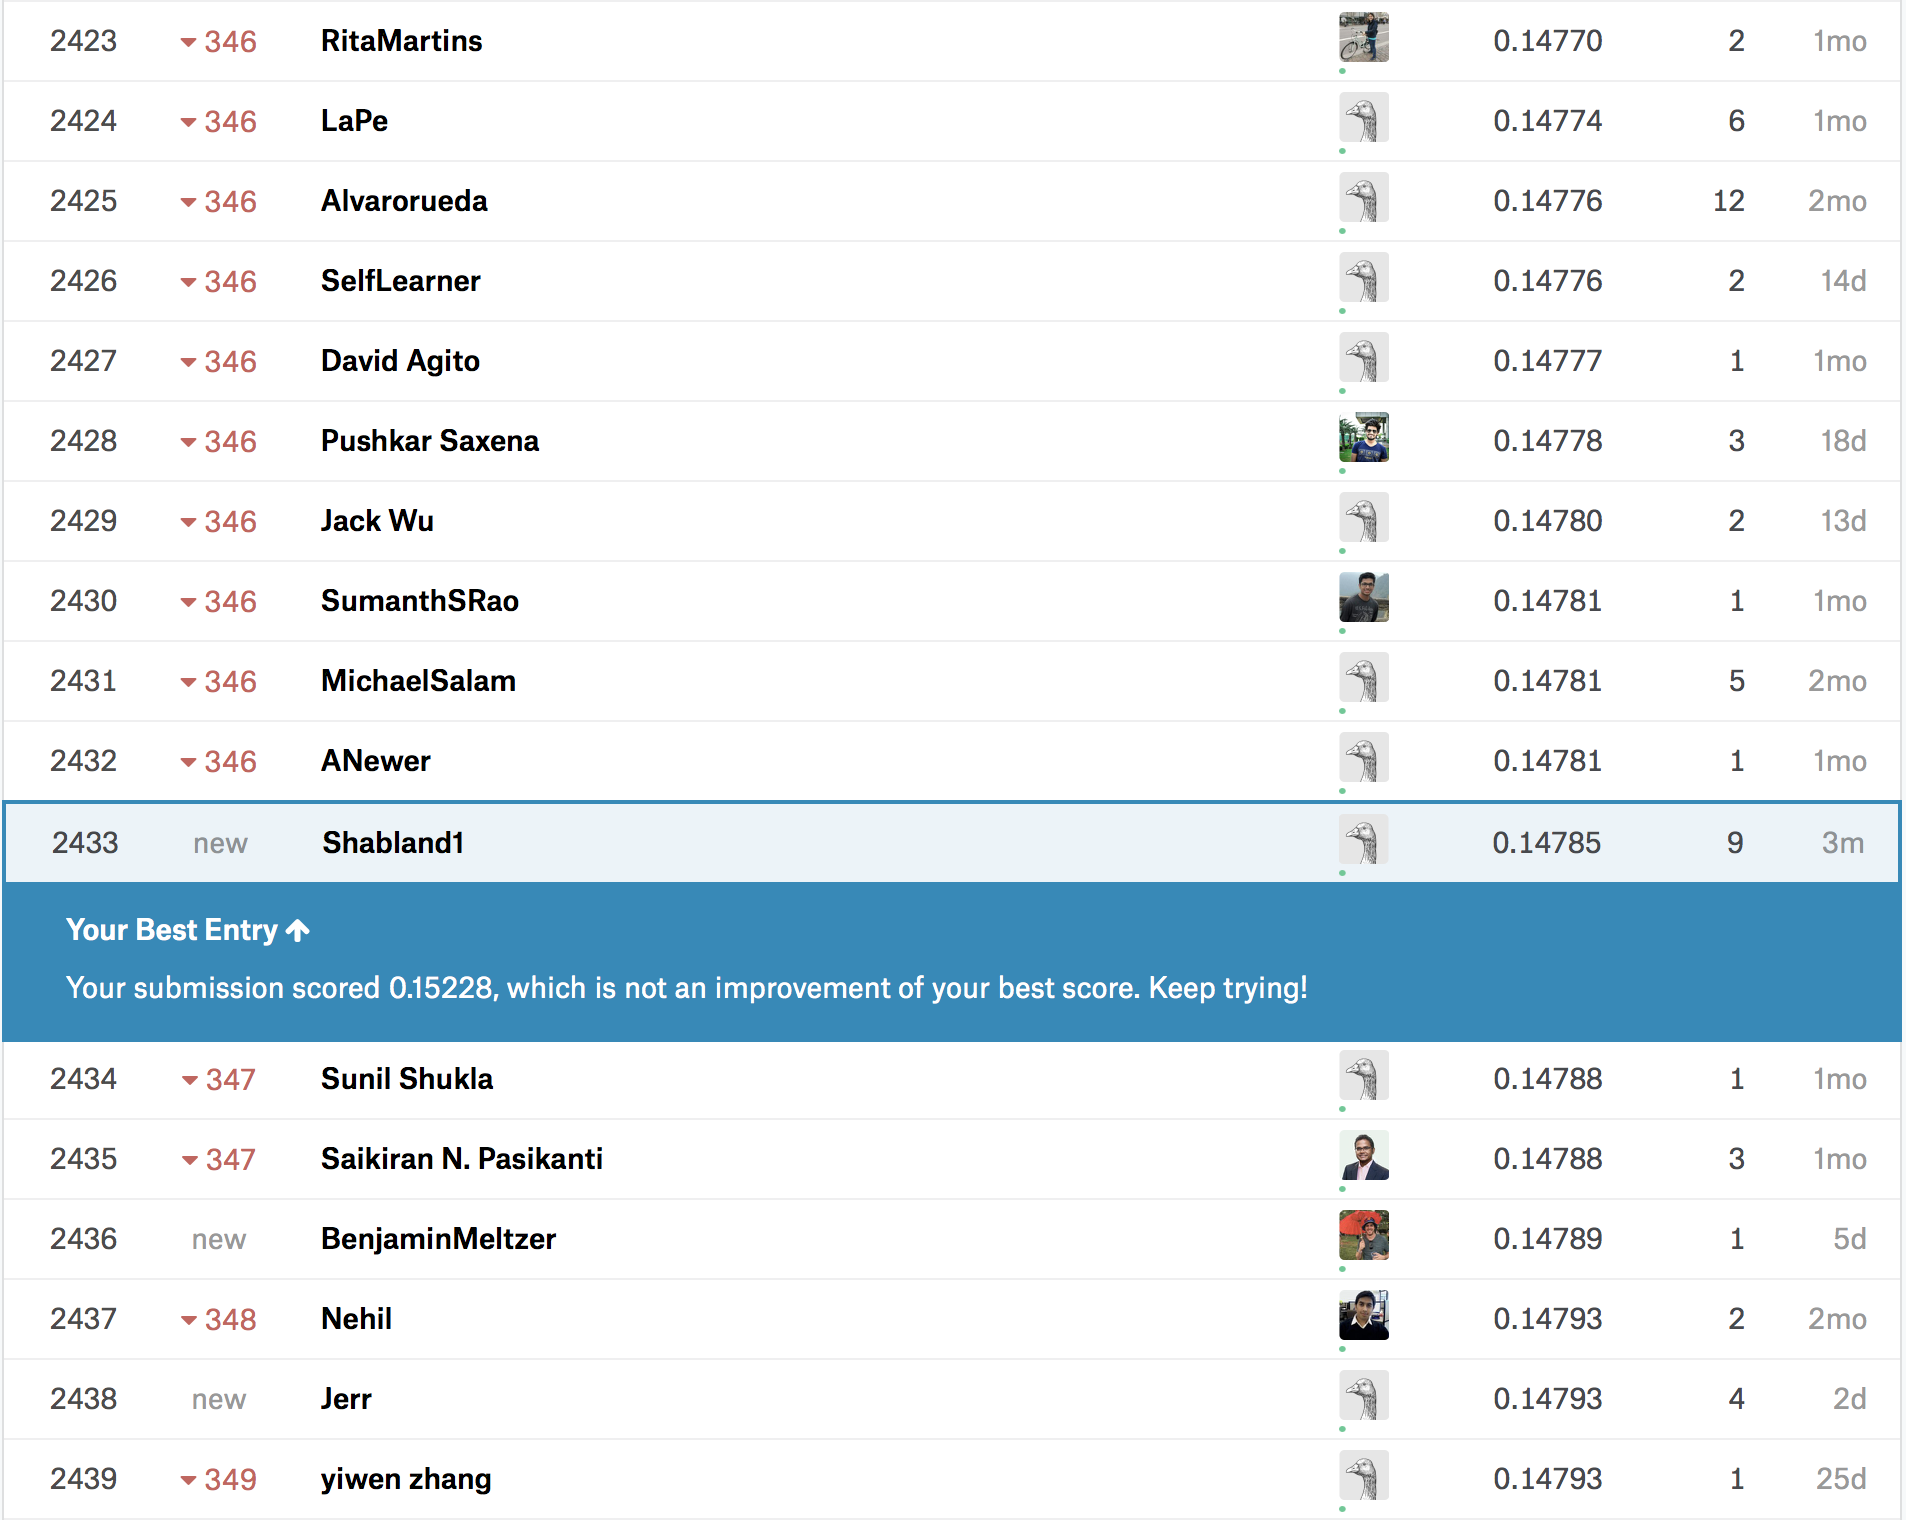 2423 346 RitaMartins 0.14770 2 1mo
2424 346 LaPe 0.14774 6 1mo
2425 346 Alvarorueda 0.14776 12 2mo
2426 346 SelfLearner 0.14776 2 14d
2427 346 David Agito 0.14777 1 1mo
2428 346 Pushkar Saxena 0.14778 3 18d
2429 346 Jack Wu 0.14780 2 13d
2430 346 SumanthSRao 0.14781 1 1mo
2431 346 MichaelSalam 0.14781 5 2mo
2432 346 ANewer 0.14781 1 1mo
2433 new Shabland1 0.14785 9 3m
Your Best Entry
Your submission scored 0.15228, which is not an improvement of your best score. Keep trying!
2434 347 Sunil Shukla 0.14788 1 1mo
2435 347 Saikiran N. Pasikanti 0.14788 3 1mo
2436 new BenjaminMeltzer 0.14789 1 5d
2437 348 Nehil 0.14793 2 2mo
2438 new Jerr 0.14793 4 2d
2439 349 yiwen zhang 0.14793 1 25d